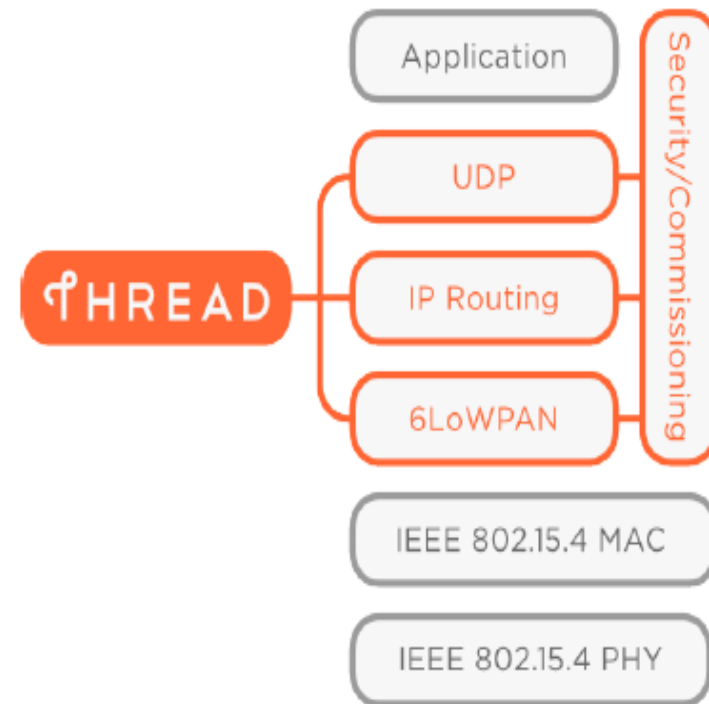 Application
Security/Commissioning
UDP
THREAD
IP Routing
6LoWPAN
IEEE 802.15.4 MAC
IEEE 802.15.4 PHY